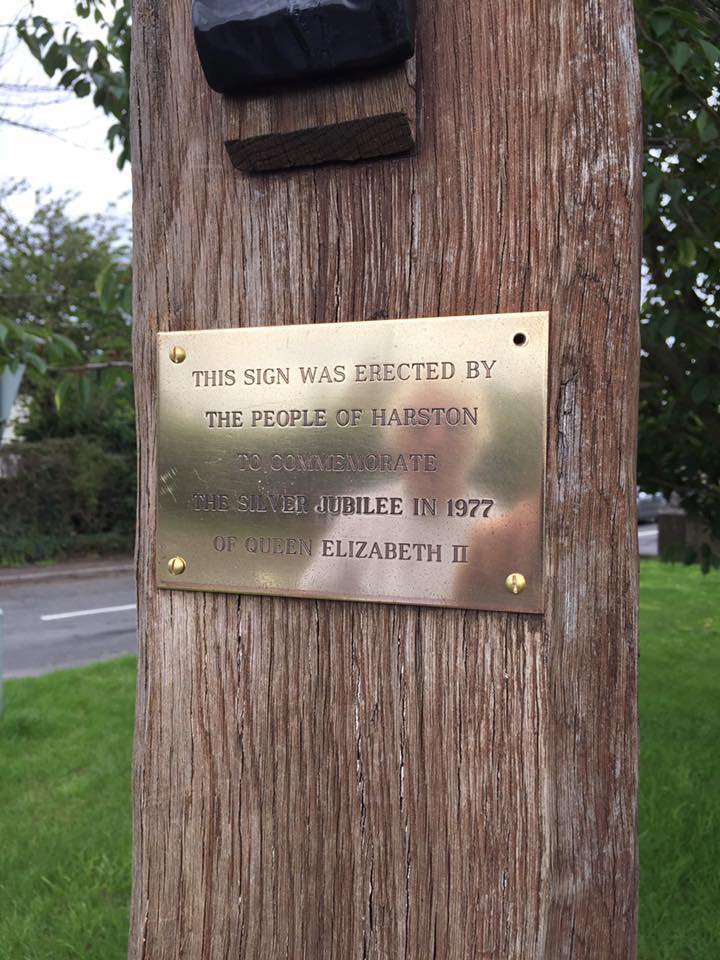 THIS SIGN WAS ERECTED BY
THE PEOPLE OF HARSTON
TO COMMEMORATE
THE SILVER JUBILEE IN 1977
OF QUEEN ELIZABETH II